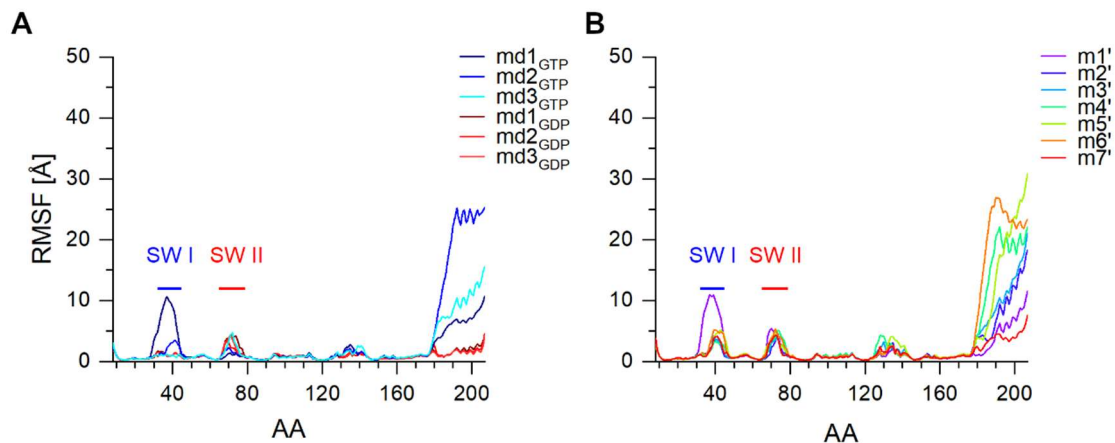 A
B
50
40
30
20
10
0
RMSF [Å]
SW I
SW II
40
80
120
160
200
AA
md1GTP
md2GTP
md3GTP
md1GDP
md2GDP
md3GDP
50
40
30
20
10
0
SW I
SW II
40
80
120
160
200
AA
m1'
m2'
m3'
m4'
m5'
m6'
m7'